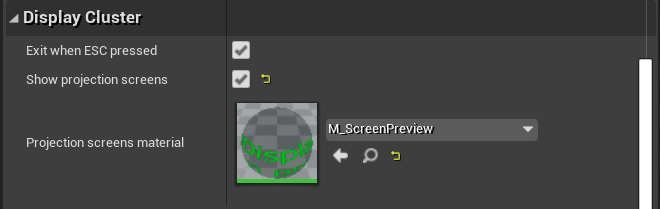 Display Cluster
Exit when ESC pressed
Show projection screens
Projection screens material
M_ScreenPreview